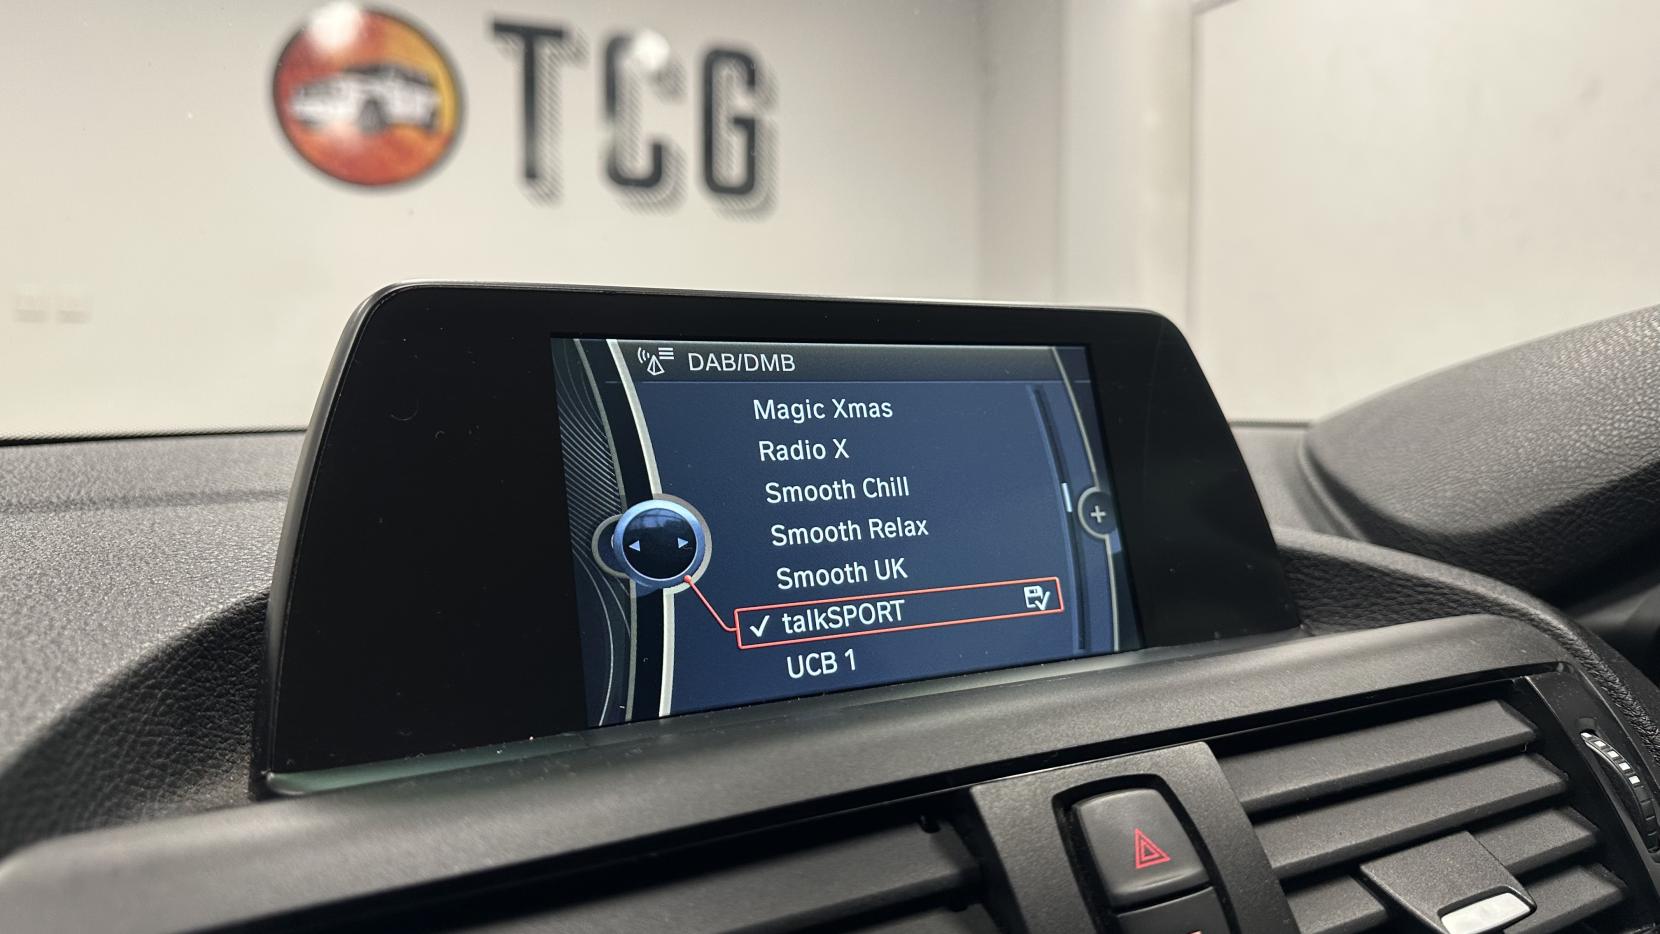 TCG
DAB/DMB
Magic Xmas
Radio X
Smooth Chill
Smooth Relax
Smooth UK
talkSPORT
UCB 1